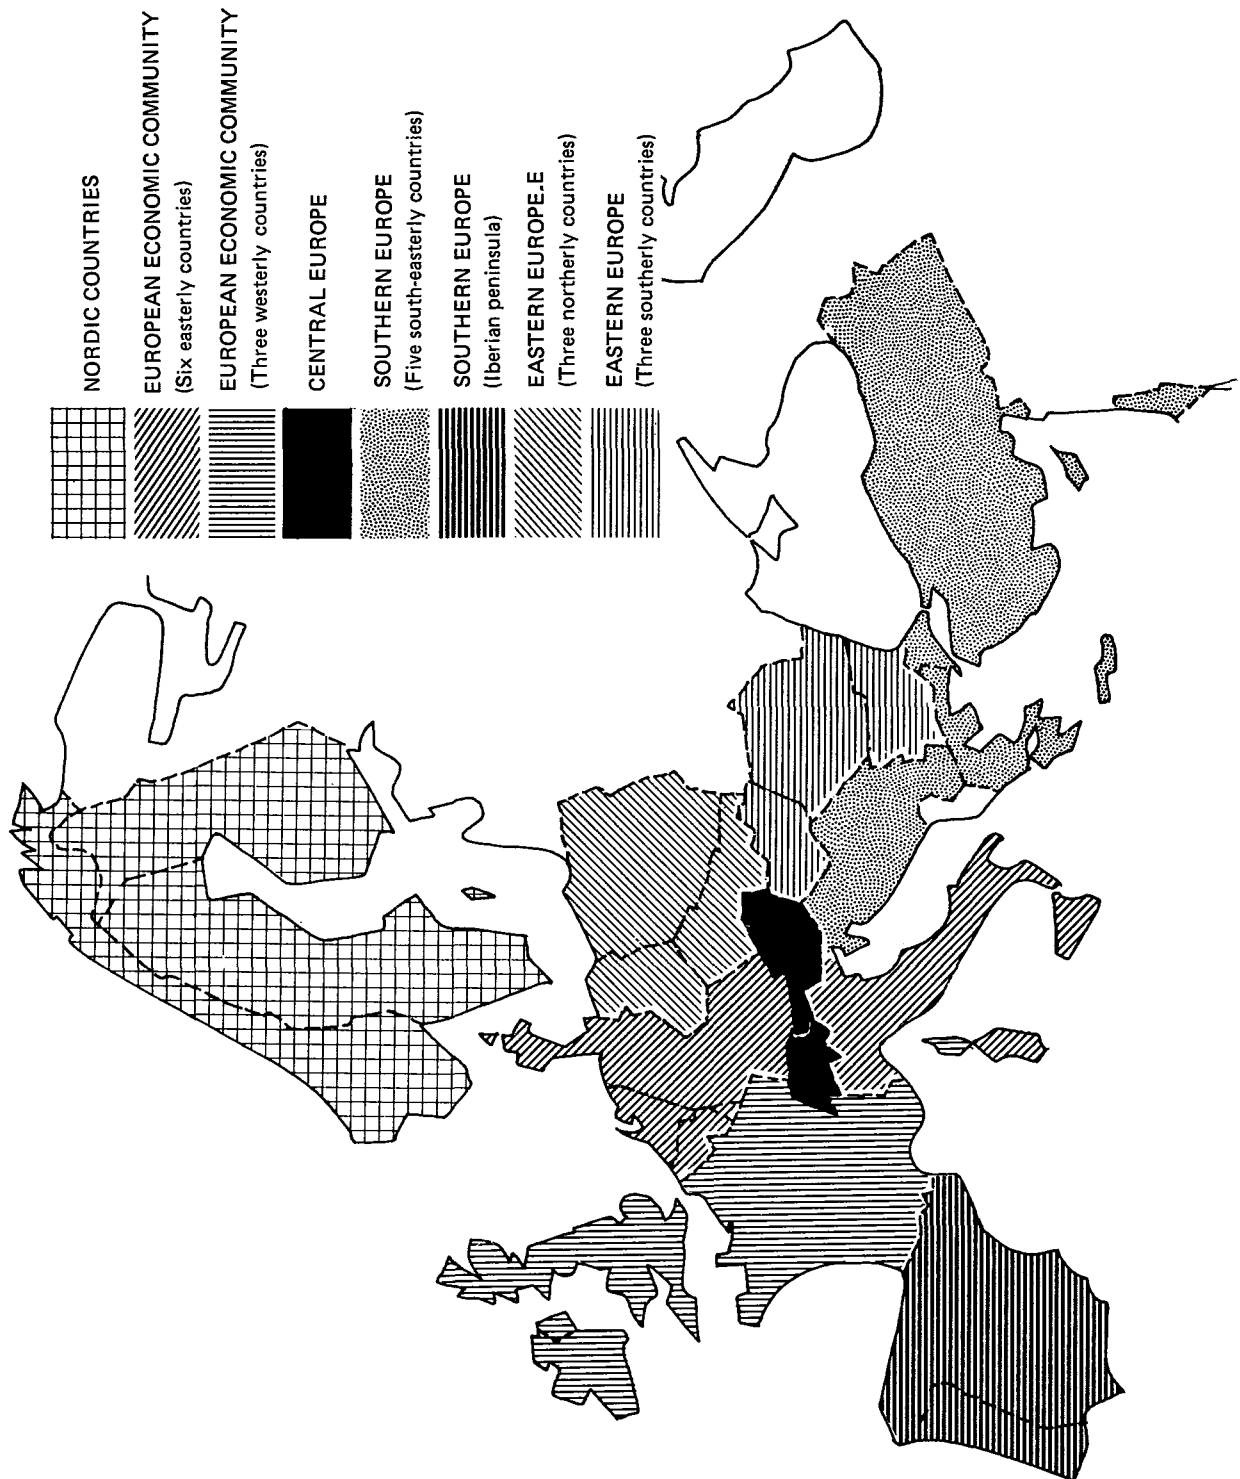 NORDIC COUNTRIES
EUROPEAN ECONOMIC COMMUNITY
(Six easterly countries)
EUROPEAN ECONOMIC COMMUNITY
(Three westerly countries)
CENTRAL EUROPE
SOUTHERN EUROPE
(Five south-easterly countries)
SOUTHERN EUROPE
(Iberian peninsula)
EASTERN EUROPE.E
(Three northerly countries)
EASTERN EUROPE
(Three southerly countries)